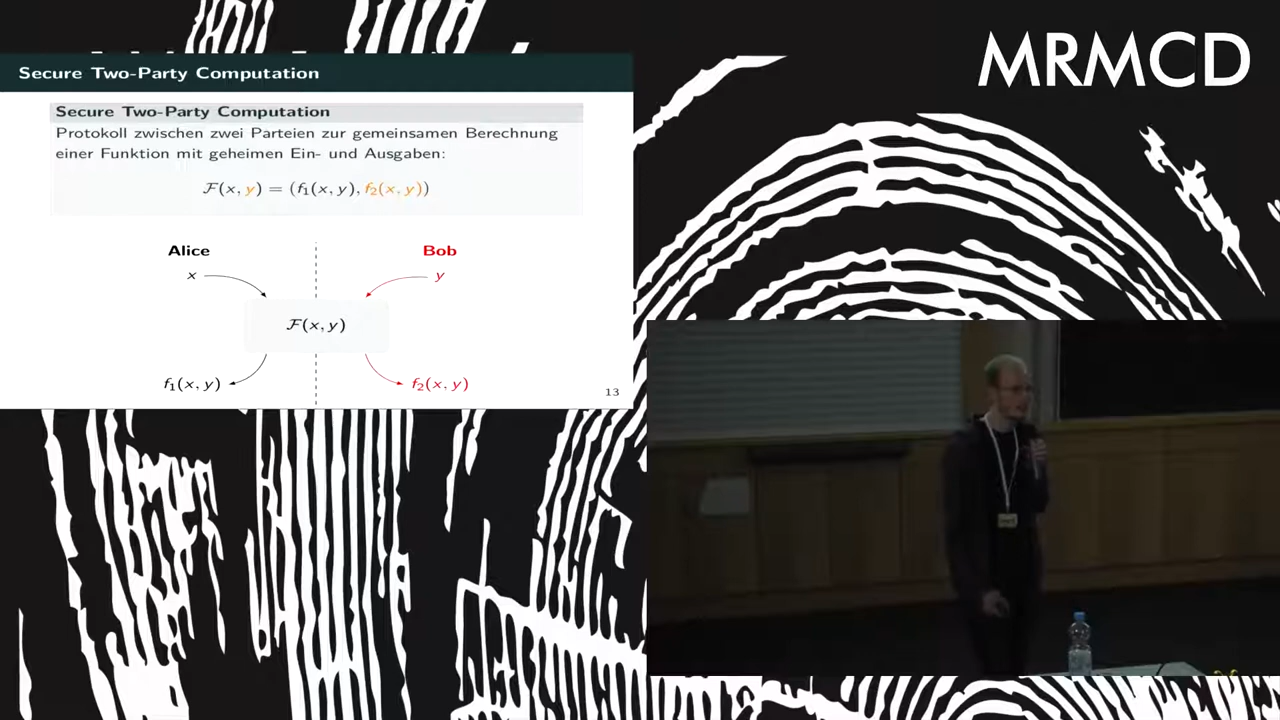 MRMCD
Secure Two-Party Computation
Secure Two-Party Computation
Protokoll zwischen zwei Parteien zur gemeinsamen Berechnung
einer Funktion mit geheimen Ein- und Ausgaben:
ℱ(x, y) = (f₁(x, y), f₂(x, y))
Alice Bob
x y
ℱ(x, y)
f₁(x, y) f₂(x, y)
13